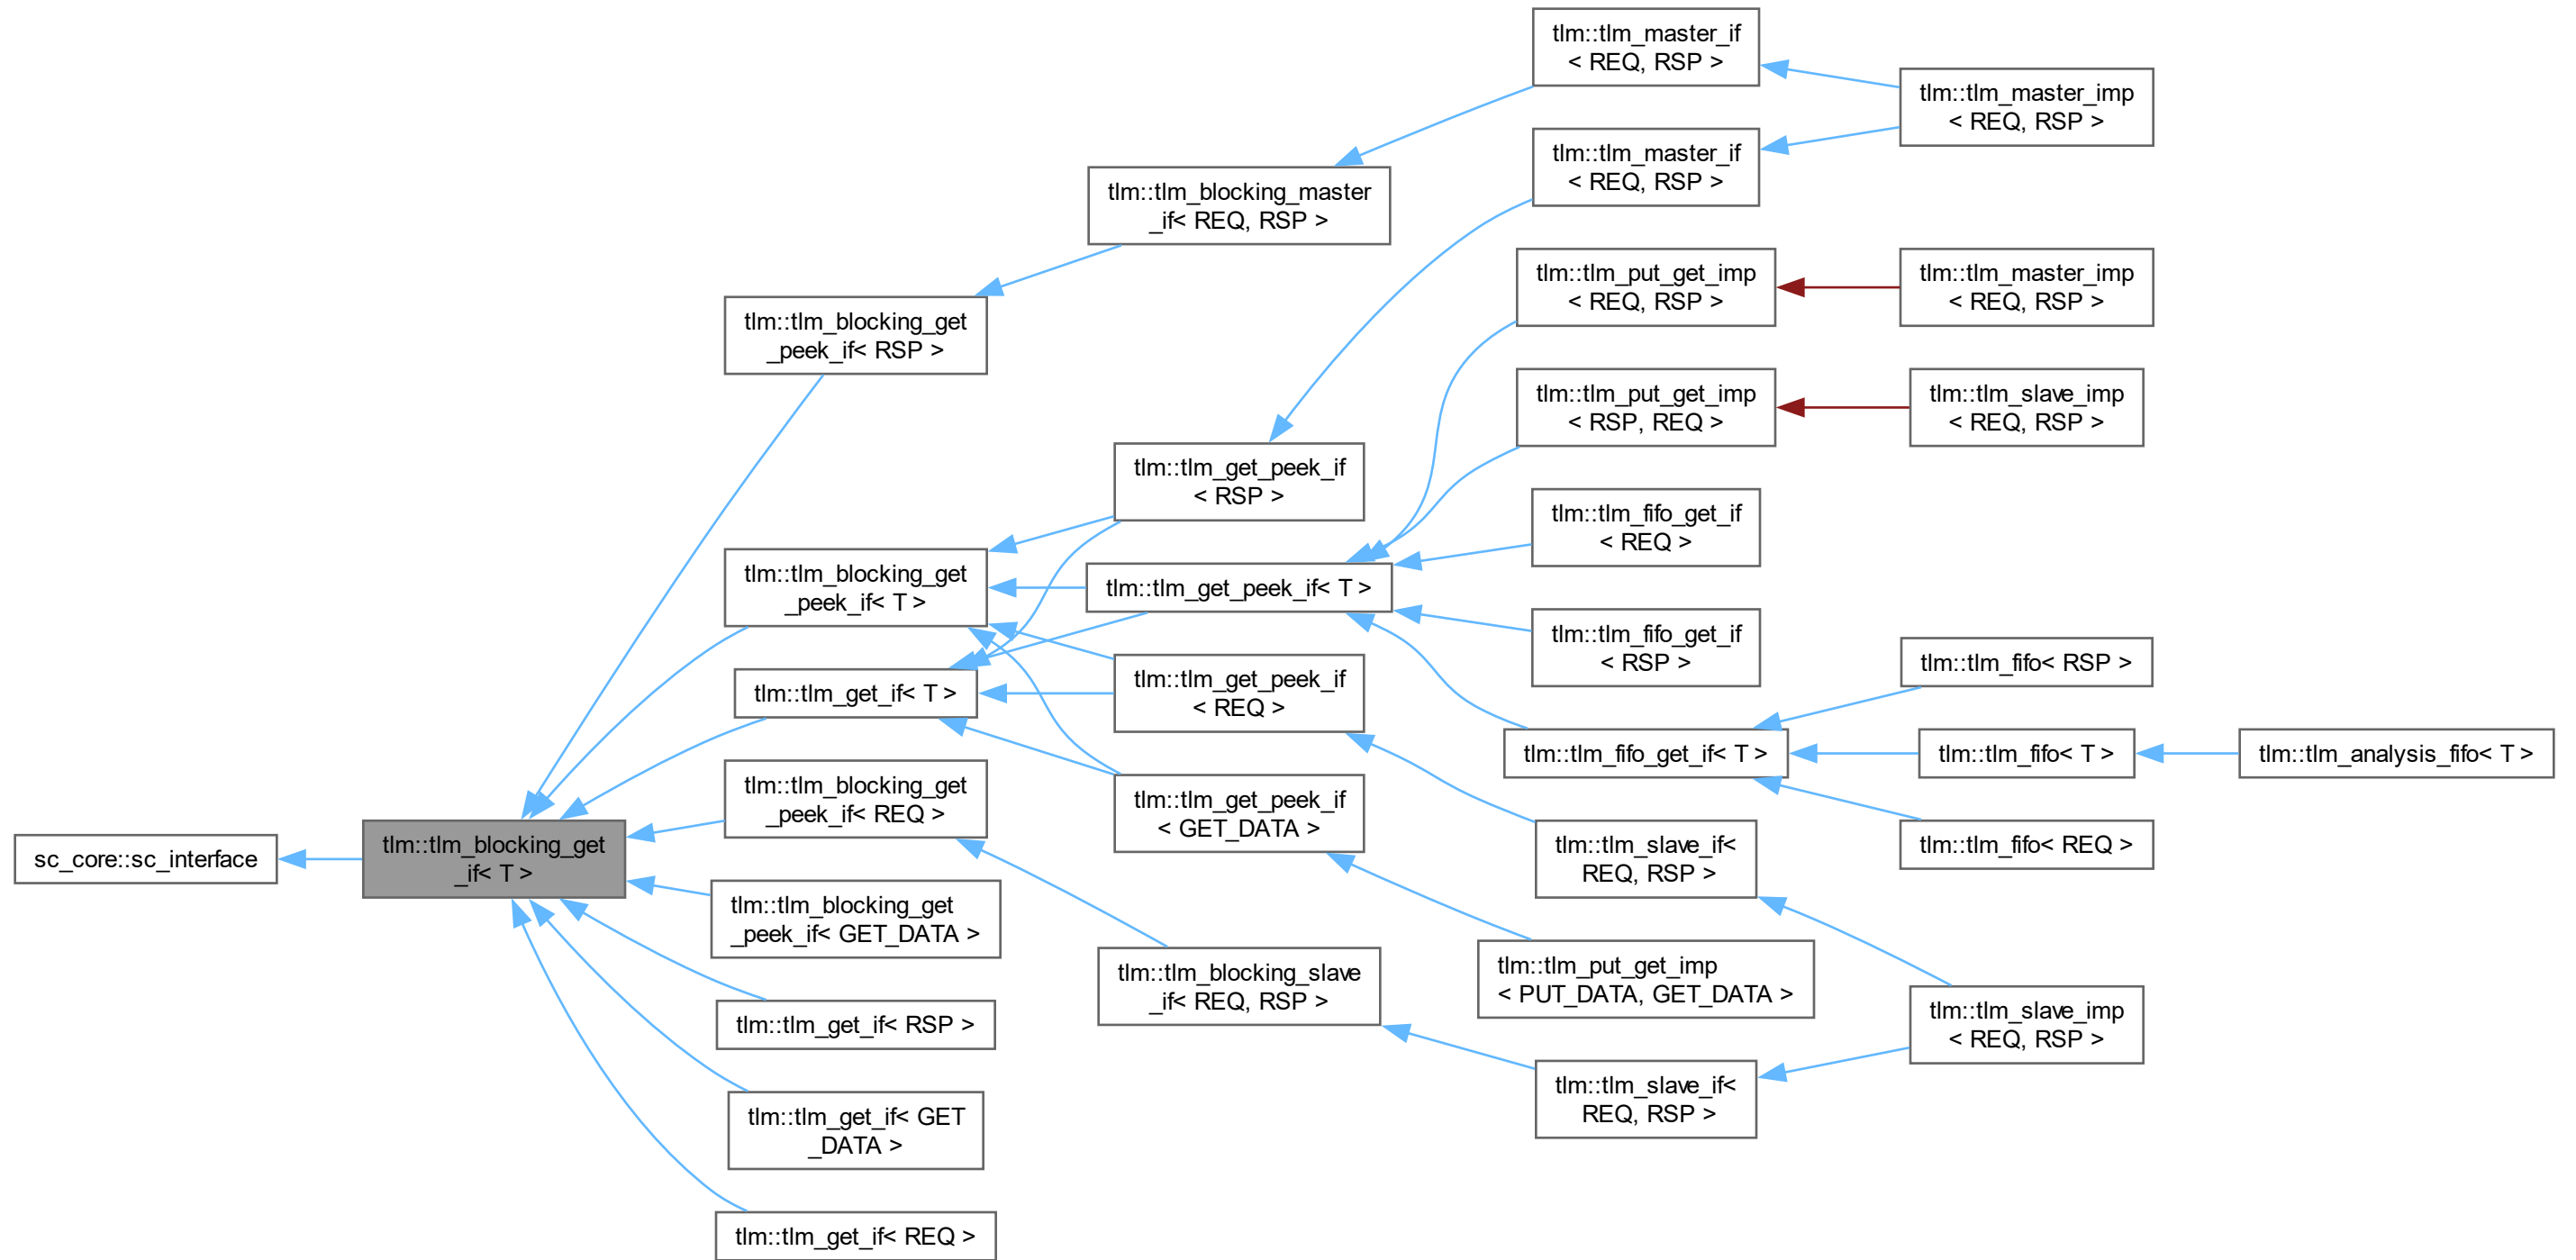 sc_core::sc_interface
tlm::tlm_blocking_get
_if< T >
tlm::tlm_blocking_get
_peek_if< RSP >
tlm::tlm_blocking_get
_peek_if< T >
tlm::tlm_get_if< T >
tlm::tlm_blocking_get
_peek_if< REQ >
tlm::tlm_blocking_get
_peek_if< GET_DATA >
tlm::tlm_get_if< RSP >
tlm::tlm_get_if< GET
_DATA >
tlm::tlm_get_if< REQ >
tlm::tlm_blocking_master
_if< REQ, RSP >
tlm::tlm_get_peek_if
< RSP >
tlm::tlm_get_peek_if< T >
tlm::tlm_get_peek_if
< REQ >
tlm::tlm_get_peek_if
< GET_DATA >
tlm::tlm_blocking_slave
_if< REQ, RSP >
tlm::tlm_master_if
< REQ, RSP >
tlm::tlm_master_if
< REQ, RSP >
tlm::tlm_put_get_imp
< REQ, RSP >
tlm::tlm_put_get_imp
< RSP, REQ >
tlm::tlm_fifo_get_if
< REQ >
tlm::tlm_fifo_get_if
< RSP >
tlm::tlm_fifo_get_if< T >
tlm::tlm_slave_if<
REQ, RSP >
tlm::tlm_put_get_imp
< PUT_DATA, GET_DATA >
tlm::tlm_slave_if<
REQ, RSP >
tlm::tlm_master_imp
< REQ, RSP >
tlm::tlm_master_imp
< REQ, RSP >
tlm::tlm_slave_imp
< REQ, RSP >
tlm::tlm_fifo< RSP >
tlm::tlm_fifo< T >
tlm::tlm_fifo< REQ >
tlm::tlm_slave_imp
< REQ, RSP >
tlm::tlm_analysis_fifo< T >